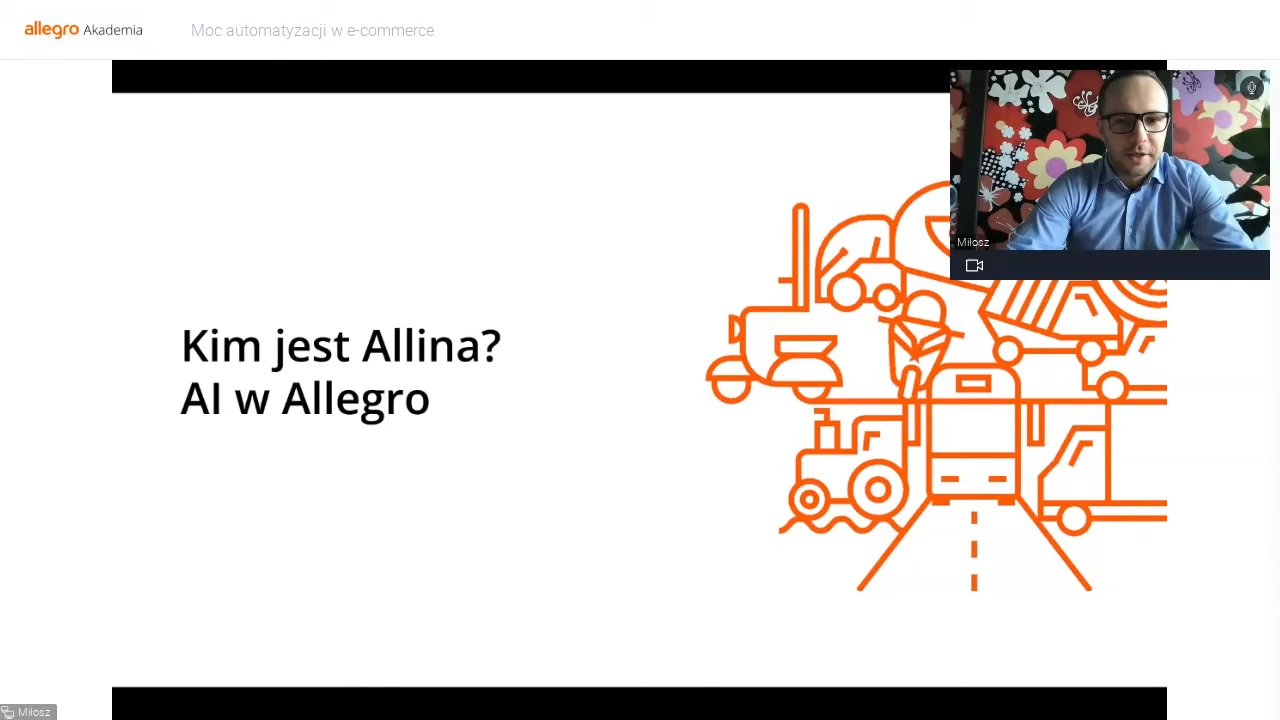 allegro Akademia
Moc automatyzacji w e-commerce
Miłosz
Kim jest Allina?
AI w Allegro
Miłosz